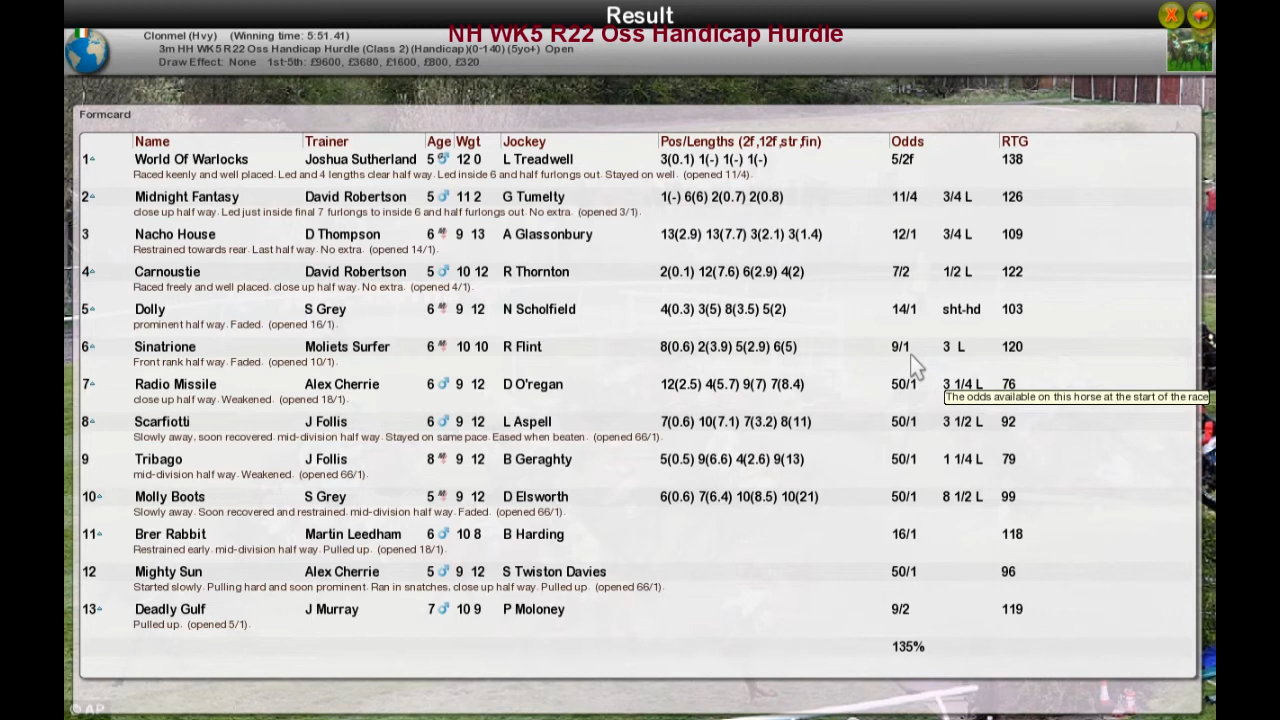 Result
NH WK5 R22 Oss Handicap Hurdle
Clonmel (Hvy) (Winning time: 5:51.41)
3m HH WK5 R22 Oss Handicap Hurdle (Class 2) (Handicap)(0-140) (5yo+) Open
Draw Effect: None 1st-5th: £9600, £3680, £1600, £800, £320
Formcard
Name Trainer Age Wgt Jockey Pos/Lengths (2f,12f,str,fin) Odds RTG
1 World Of Warlocks Joshua Sutherland 5 12 0 L Treadwell 3(0.1) 1(-) 1(-) 1(-) 5/2f 138
Raced keenly and well placed. Led and 4 lengths clear half way. Led inside 6 and half furlongs out. Stayed on well. (opened 11/4).
2 Midnight Fantasy David Robertson 5 11 2 G Tumelty 1(-) 6(6) 2(0.7) 2(0.8) 11/4 3/4 L 126
close up half way. Led just inside final 7 furlongs to inside 6 and half furlongs out. No extra. (opened 3/1).
3 Nacho House D Thompson 6 9 13 A Glassonbury 13(2.9) 13(7.7) 3(2.1) 3(1.4) 12/1 3/4 L 109
Restrained towards rear. Last half way. No extra. (opened 14/1).
4 Carnoustie David Robertson 5 10 12 R Thornton 2(0.1) 12(7.6) 6(2.9) 4(2) 7/2 1/2 L 122
Raced freely and well placed. close up half way. No extra. (opened 4/1).
5 Dolly S Grey 6 9 12 N Scholfield 4(0.3) 3(5) 8(3.5) 5(2) 14/1 sht-hd 103
prominent half way. Faded. (opened 16/1).
6 Sinatrione Moliets Surfer 6 10 10 R Flint 8(0.6) 2(3.9) 5(2.9) 6(5) 9/1 3 L 120
Front rank half way. Faded. (opened 10/1).
7 Radio Missile Alex Cherrie 6 9 12 D O'regan 12(2.5) 4(5.7) 9(7) 7(8.4) 50/1 3 1/4 L 76
close up half way. Weakened. (opened 18/1).
The odds available on this horse at the start of the race
8 Scarfiotti J Follis 6 9 12 L Aspell 7(0.6) 10(7.1) 7(3.2) 8(11) 50/1 3 1/2 L 92
Slowly away, soon recovered. mid-division half way. Stayed on same pace. Eased when beaten. (opened 66/1).
9 Tribago J Follis 8 9 12 B Geraghty 5(0.5) 9(6.6) 4(2.6) 9(13) 50/1 1 1/4 L 79
mid-division half way. Weakened. (opened 66/1).
10 Molly Boots S Grey 5 9 12 D Elsworth 6(0.6) 7(6.4) 10(8.5) 10(21) 50/1 8 1/2 L 99
Slowly away. Soon recovered and restrained. mid-division half way. Faded. (opened 66/1).
11 Brer Rabbit Martin Leedham 6 10 8 B Harding 16/1 118
Restrained early. mid-division half way. Pulled up. (opened 18/1).
12 Mighty Sun Alex Cherrie 5 9 12 S Twiston Davies 50/1 96
Started slowly. Pulling hard and soon prominent. Ran in snatches, close up half way. Pulled up. (opened 66/1).
13 Deadly Gulf J Murray 7 10 9 P Moloney 9/2 119
Pulled up. (opened 5/1).
135%
© AP